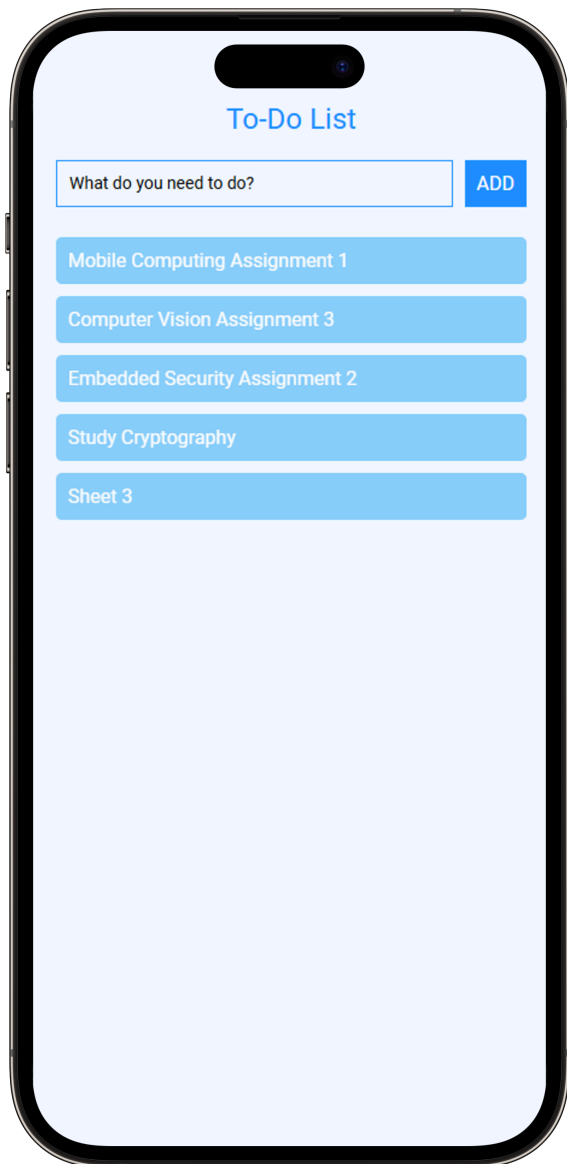 To-Do List
What do you need to do?
ADD
Mobile Computing Assignment 1
Computer Vision Assignment 3
Embedded Security Assignment 2
Study Cryptography
Sheet 3